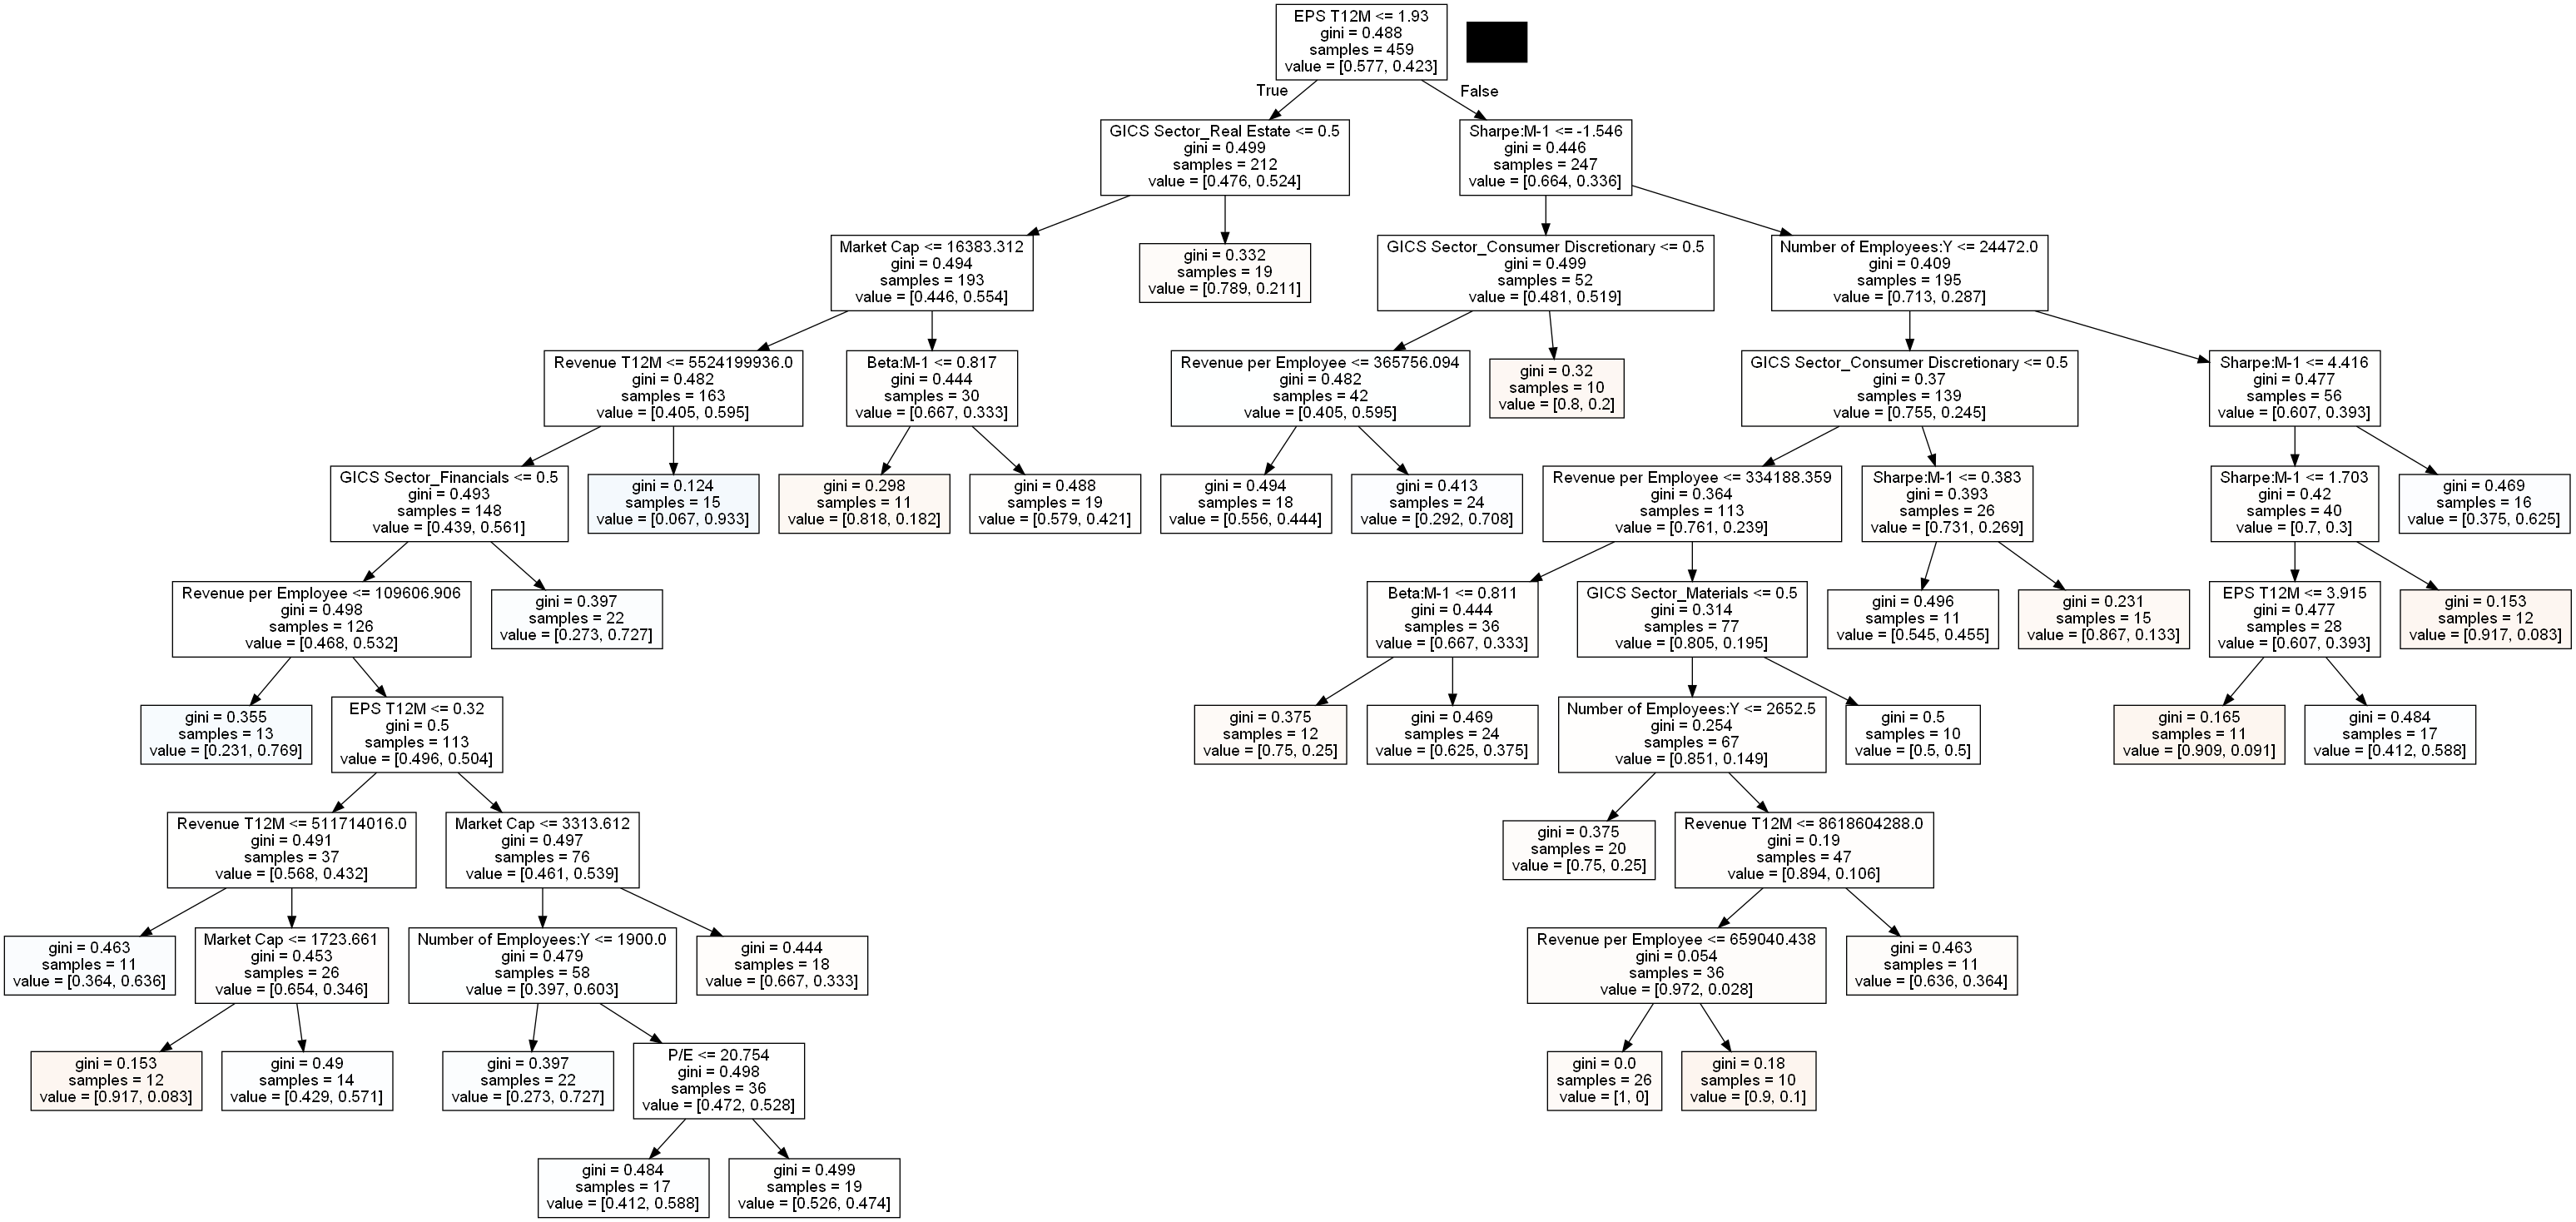 EPS T12M <= 1.93
gini = 0.488
samples = 459
value = [0.577, 0.423]
True
False
GICS Sector_Real Estate <= 0.5
gini = 0.499
samples = 212
value = [0.476, 0.524]
Sharpe:M-1 <= -1.546
gini = 0.446
samples = 247
value = [0.664, 0.336]
Market Cap <= 16383.312
gini = 0.494
samples = 193
value = [0.446, 0.554]
gini = 0.332
samples = 19
value = [0.789, 0.211]
GICS Sector_Consumer Discretionary <= 0.5
gini = 0.499
samples = 52
value = [0.481, 0.519]
Number of Employees:Y <= 24472.0
gini = 0.409
samples = 195
value = [0.713, 0.287]
Revenue T12M <= 5524199936.0
gini = 0.482
samples = 163
value = [0.405, 0.595]
Beta:M-1 <= 0.817
gini = 0.444
samples = 30
value = [0.667, 0.333]
Revenue per Employee <= 365756.094
gini = 0.482
samples = 42
value = [0.405, 0.595]
gini = 0.32
samples = 10
value = [0.8, 0.2]
GICS Sector_Consumer Discretionary <= 0.5
gini = 0.37
samples = 139
value = [0.755, 0.245]
Sharpe:M-1 <= 4.416
gini = 0.477
samples = 56
value = [0.607, 0.393]
GICS Sector_Financials <= 0.5
gini = 0.493
samples = 148
value = [0.439, 0.561]
gini = 0.124
samples = 15
value = [0.067, 0.933]
gini = 0.298
samples = 11
value = [0.818, 0.182]
gini = 0.488
samples = 19
value = [0.579, 0.421]
gini = 0.494
samples = 18
value = [0.556, 0.444]
gini = 0.413
samples = 24
value = [0.292, 0.708]
Revenue per Employee <= 334188.359
gini = 0.364
samples = 113
value = [0.761, 0.239]
Sharpe:M-1 <= 0.383
gini = 0.393
samples = 26
value = [0.731, 0.269]
Sharpe:M-1 <= 1.703
gini = 0.42
samples = 40
value = [0.7, 0.3]
gini = 0.469
samples = 16
value = [0.375, 0.625]
Revenue per Employee <= 109606.906
gini = 0.498
samples = 126
value = [0.468, 0.532]
gini = 0.397
samples = 22
value = [0.273, 0.727]
Beta:M-1 <= 0.811
gini = 0.444
samples = 36
value = [0.667, 0.333]
GICS Sector_Materials <= 0.5
gini = 0.314
samples = 77
value = [0.805, 0.195]
gini = 0.496
samples = 11
value = [0.545, 0.455]
gini = 0.231
samples = 15
value = [0.867, 0.133]
EPS T12M <= 3.915
gini = 0.477
samples = 28
value = [0.607, 0.393]
gini = 0.153
samples = 12
value = [0.917, 0.083]
gini = 0.355
samples = 13
value = [0.231, 0.769]
EPS T12M <= 0.32
gini = 0.5
samples = 113
value = [0.496, 0.504]
gini = 0.375
samples = 12
value = [0.75, 0.25]
gini = 0.469
samples = 24
value = [0.625, 0.375]
Number of Employees:Y <= 2652.5
gini = 0.254
samples = 67
value = [0.851, 0.149]
gini = 0.5
samples = 10
value = [0.5, 0.5]
gini = 0.165
samples = 11
value = [0.909, 0.091]
gini = 0.484
samples = 17
value = [0.412, 0.588]
Revenue T12M <= 511714016.0
gini = 0.491
samples = 37
value = [0.568, 0.432]
Market Cap <= 3313.612
gini = 0.497
samples = 76
value = [0.461, 0.539]
gini = 0.375
samples = 20
value = [0.75, 0.25]
Revenue T12M <= 8618604288.0
gini = 0.19
samples = 47
value = [0.894, 0.106]
gini = 0.463
samples = 11
value = [0.364, 0.636]
Market Cap <= 1723.661
gini = 0.453
samples = 26
value = [0.654, 0.346]
Number of Employees:Y <= 1900.0
gini = 0.479
samples = 58
value = [0.397, 0.603]
gini = 0.444
samples = 18
value = [0.667, 0.333]
Revenue per Employee <= 659040.438
gini = 0.054
samples = 36
value = [0.972, 0.028]
gini = 0.463
samples = 11
value = [0.636, 0.364]
gini = 0.153
samples = 12
value = [0.917, 0.083]
gini = 0.49
samples = 14
value = [0.429, 0.571]
gini = 0.397
samples = 22
value = [0.273, 0.727]
P/E <= 20.754
gini = 0.498
samples = 36
value = [0.472, 0.528]
gini = 0.0
samples = 26
value = [1, 0]
gini = 0.18
samples = 10
value = [0.9, 0.1]
gini = 0.484
samples = 17
value = [0.412, 0.588]
gini = 0.499
samples = 19
value = [0.526, 0.474]